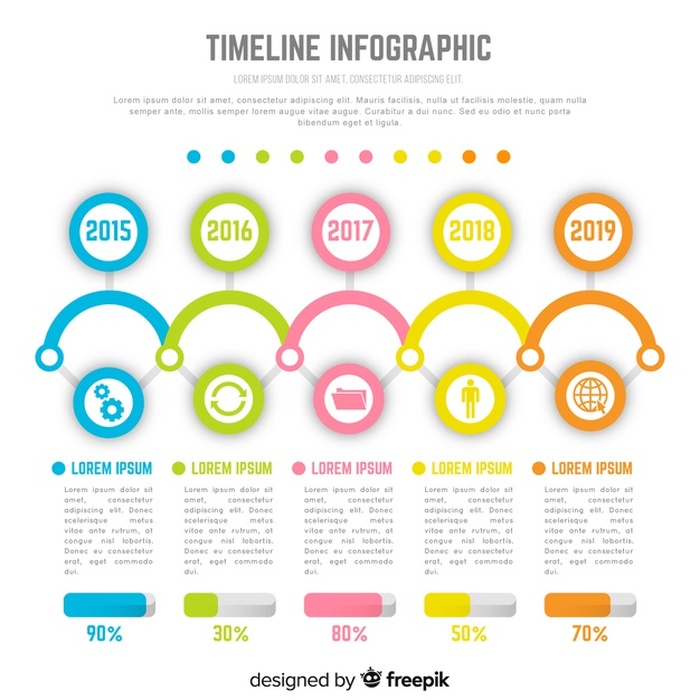 TIMELINE INFOGRAPHIC
LOREM IPSUM DOLOR SIT AMET, CONSECTETUR ADIPISCING ELIT.
Lorem ipsum dolor sit amet, consectetur adipiscing elit. Mauris facilisis, nulla ut facilisis molestie, quam nulla
semper ante, mollis semper lorem augue vitae augue. Curabitur a dictum arcu. Sed eu odio et purus porta
bibendum eget et ligula.
2015
2016
2017
2018
2019
LOREM IPSUM
Lorem ipsum dolor sit
amet, consectetur
adipiscing elit. Donec
scelerisque metus
vitae ante rutrum, at
congue nisl lobortis.
Donec eu consectetur
erat, eget commodo
dui.
90%
LOREM IPSUM
Lorem ipsum dolor sit
amet, consectetur
adipiscing elit. Donec
scelerisque metus
vitae ante rutrum, at
congue nisl lobortis.
Donec eu consectetur
erat, eget commodo
dui.
30%
LOREM IPSUM
Lorem ipsum dolor sit
amet, consectetur
adipiscing elit. Donec
scelerisque metus
vitae ante rutrum, at
congue nisl lobortis.
Donec eu consectetur
erat, eget commodo
dui.
80%
LOREM IPSUM
Lorem ipsum dolor sit
amet, consectetur
adipiscing elit. Donec
scelerisque metus
vitae ante rutrum, at
congue nisl lobortis.
Donec eu consectetur
erat, eget commodo
dui.
50%
LOREM IPSUM
Lorem ipsum dolor sit
amet, consectetur
adipiscing elit. Donec
scelerisque metus
vitae ante rutrum, at
congue nisl lobortis.
Donec eu consectetur
erat, eget commodo
dui.
70%
designed by freepik